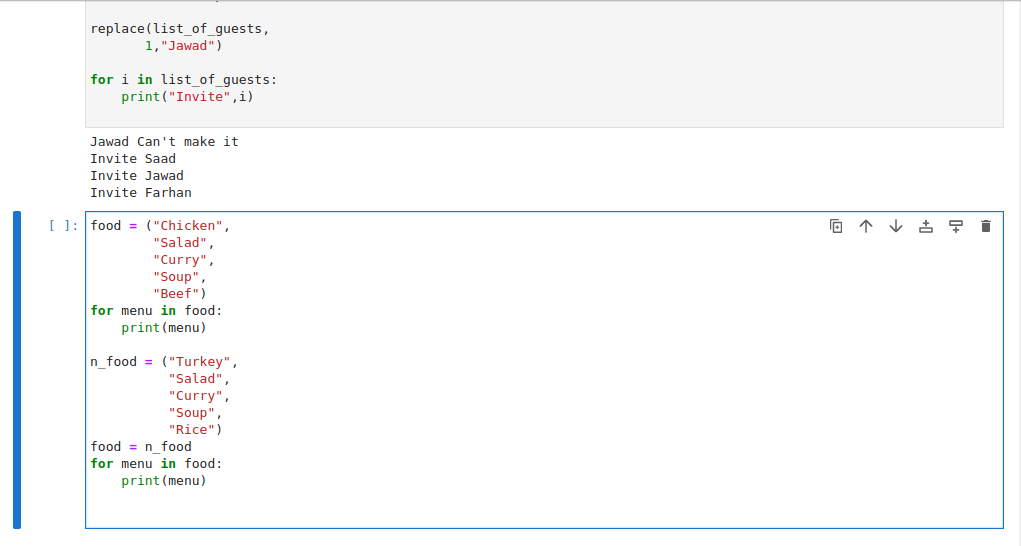 replace(list_of_guests,
       1,"Jawad")
for i in list_of_guests:
    print("Invite",i)
Jawad Can't make it
Invite Saad
Invite Jawad
Invite Farhan
[ ]: food = ("Chicken",
        "Salad",
        "Curry",
        "Soup",
        "Beef")
for menu in food:
    print(menu)
n_food = ("Turkey",
          "Salad",
          "Curry",
          "Soup",
          "Rice")
food = n_food
for menu in food:
    print(menu)